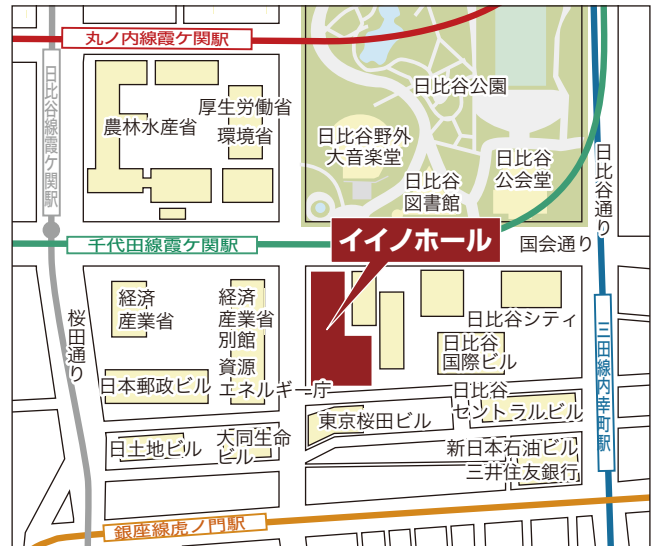 丸ノ内線霞ケ関駅
日比谷線霞ケ関駅
農林水産省
厚生労働省
環境省
日比谷公園
日比谷野外
大音楽堂
日比谷
公会堂
日比谷
図書館
日比谷通り
千代田線霞ケ関駅
イイノホール
国会通り
桜田通り
経済
産業省
経済
産業省
別館
資源
エネルギー庁
日本郵政ビル
日比谷シティ
日比谷
国際ビル
三田線内幸町駅
日比谷
セントラルビル
東京桜田ビル
日土地ビル
大同生命
ビル
新日本石油ビル
三井住友銀行
銀座線虎ノ門駅